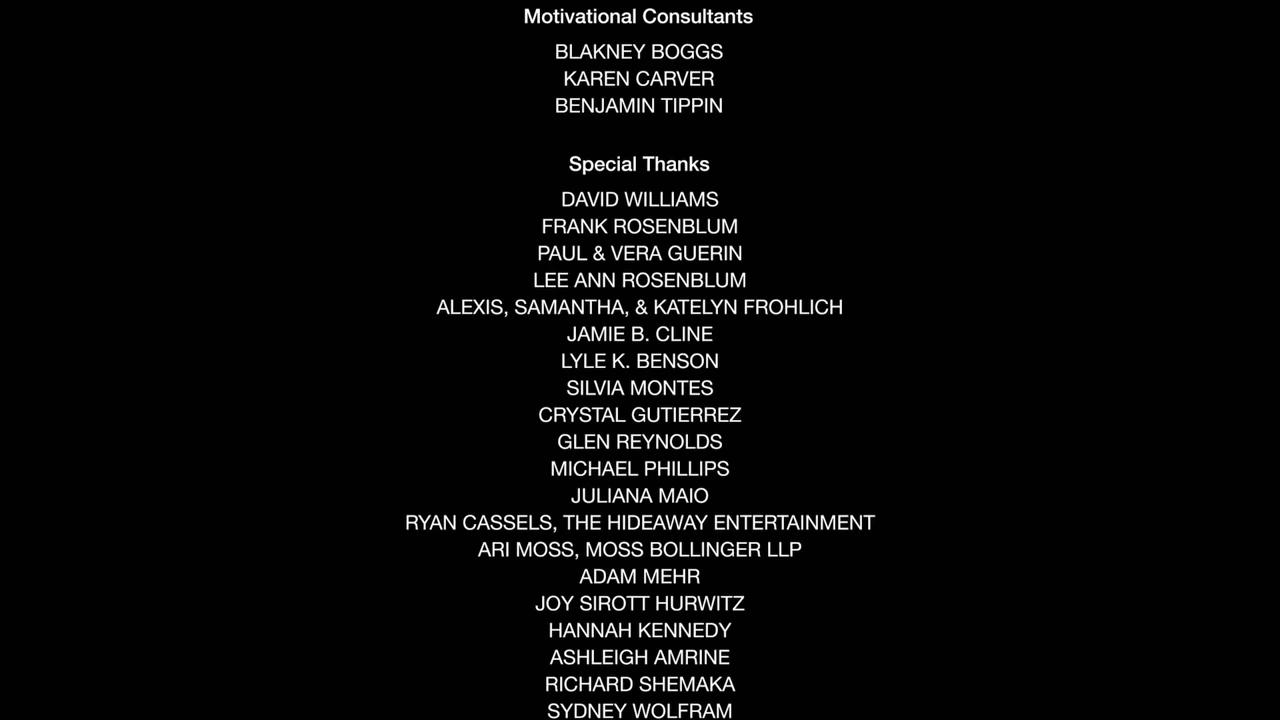 Motivational Consultants
BLAKNEY BOGGS
KAREN CARVER
BENJAMIN TIPPIN
Special Thanks
DAVID WILLIAMS
FRANK ROSENBLUM
PAUL & VERA GUERIN
LEE ANN ROSENBLUM
ALEXIS, SAMANTHA, & KATELYN FROHLICH
JAMIE B. CLINE
LYLE K. BENSON
SILVIA MONTES
CRYSTAL GUTIERREZ
GLEN REYNOLDS
MICHAEL PHILLIPS
JULIANA MAIO
RYAN CASSELS, THE HIDEAWAY ENTERTAINMENT
ARI MOSS, MOSS BOLLINGER LLP
ADAM MEHR
JOY SIROTT HURWITZ
HANNAH KENNEDY
ASHLEIGH AMRINE
RICHARD SHEMAKA
SYDNEY WOLFRAM